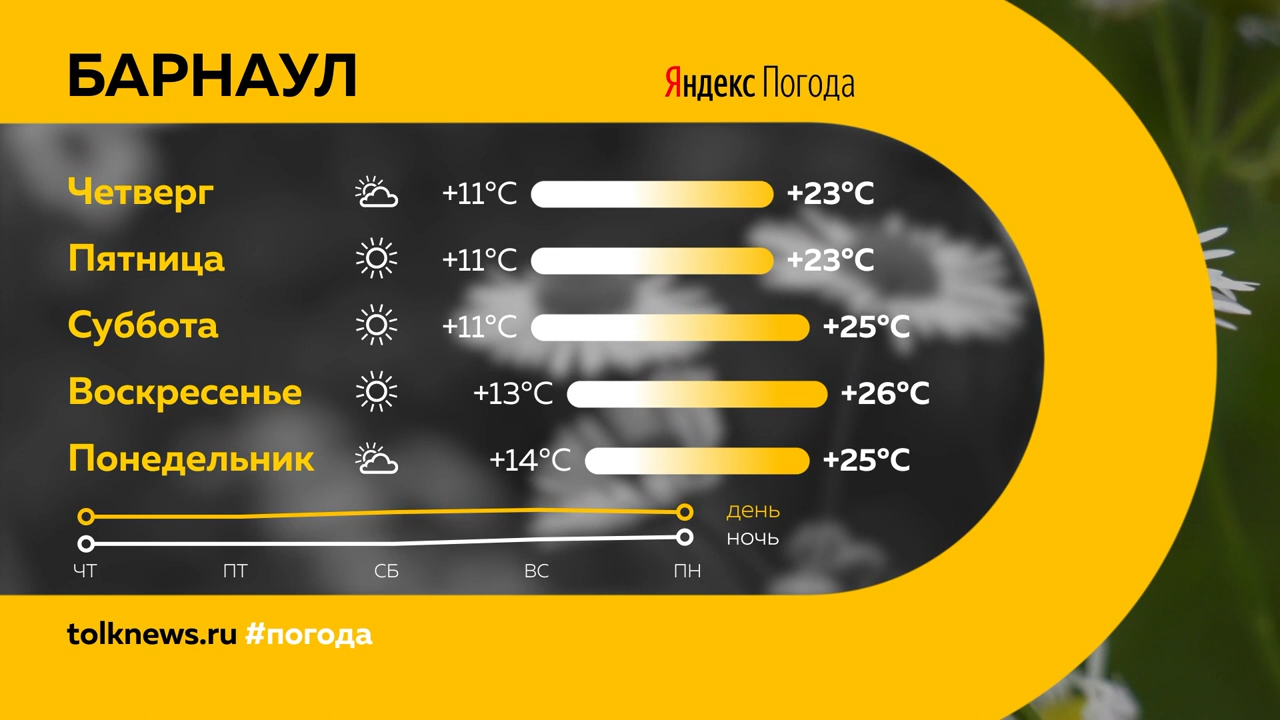 БАРНАУЛ
Яндекс Погода
Четверг +11°C +23°C
Пятница +11°C +23°C
Суббота +11°C +25°C
Воскресенье +13°C +26°C
Понедельник +14°C +25°C
день
ночь
ЧТ ПТ СБ ВС ПН
tolknews.ru #погода